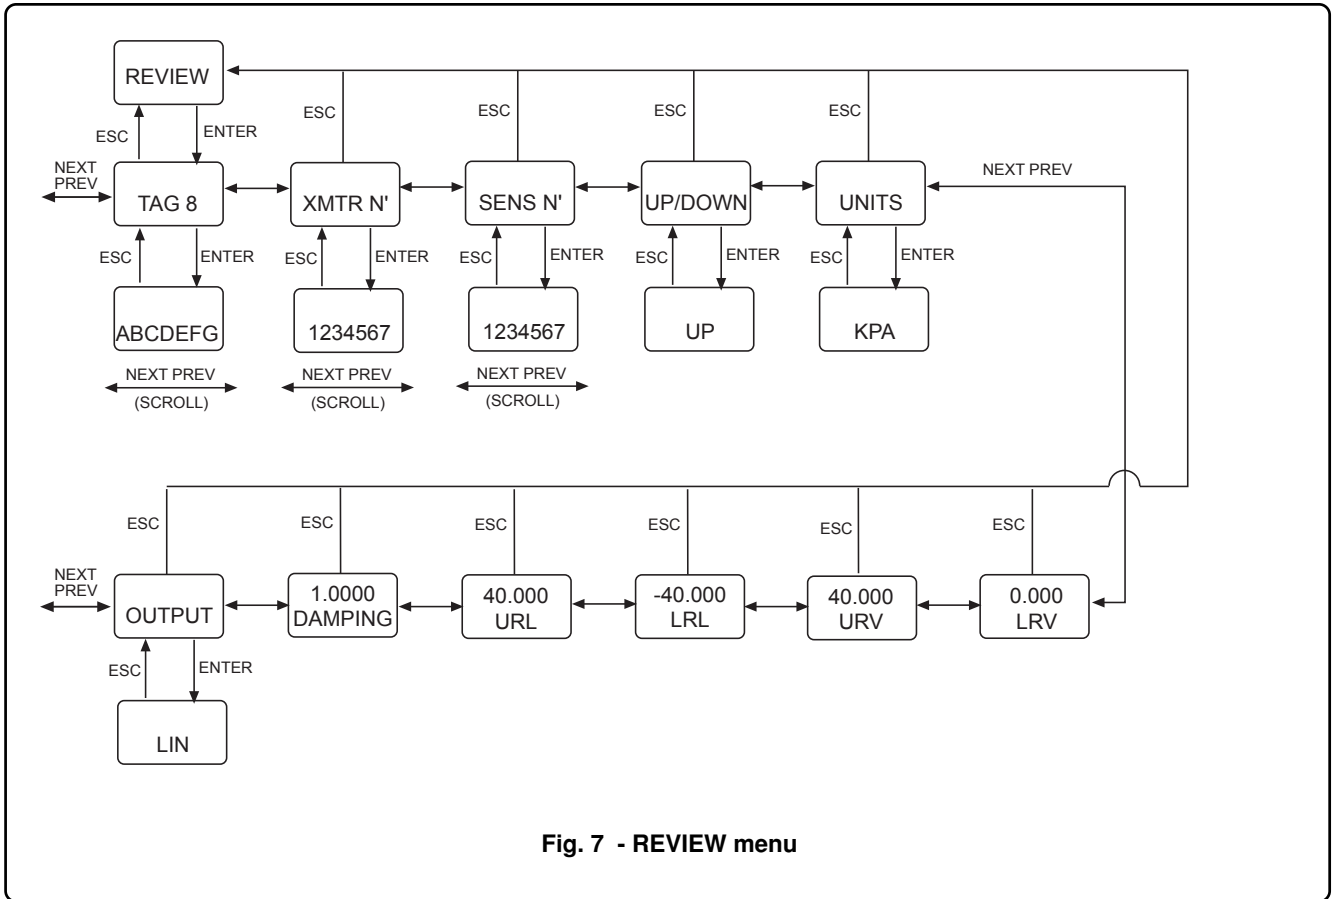 REVIEW
ESC
ESC
ESC
ESC
ESC
ENTER
NEXT
PREV
TAG 8
XMTR N'
SENS N'
UP/DOWN
UNITS
NEXT PREV
ESC
ENTER
ESC
ENTER
ESC
ENTER
ESC
ENTER
ESC
ENTER
ABCDEFG
1234567
1234567
UP
KPA
NEXT PREV
(SCROLL)
NEXT PREV
(SCROLL)
NEXT PREV
(SCROLL)
ESC
ESC
ESC
ESC
ESC
ESC
NEXT
PREV
OUTPUT
1.0000
DAMPING
40.000
URL
-40.000
LRL
40.000
URV
0.000
LRV
ESC
ENTER
LIN
Fig. 7 - REVIEW menu